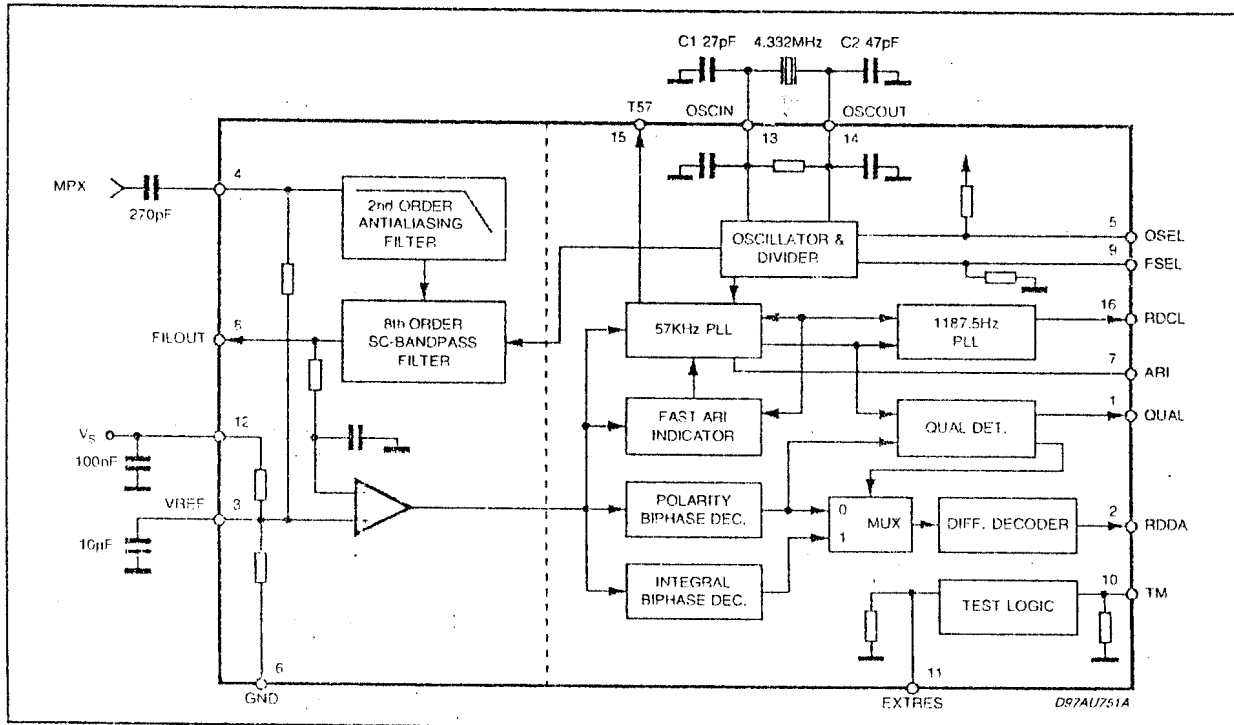 C1 27pF 4.332MHz C2 47pF
T57 OSCIN OSCOUT
15 13 14
MPX
270pF
4
2nd ORDER
ANTIALIASING
FILTER
OSCILLATOR &
DIVIDER
5 OSEL
9 FSEL
FILOUT 8
8th ORDER
SC-BANDPASS
FILTER
57KHz PLL
1187.5Hz
PLL
16 RDCL
7 ARI
VS 12
100nF
FAST ARI
INDICATOR
QUAL DET.
1 QUAL
VREF 3
10µF
- +
POLARITY
BIPHASE DEC.
0
1
MUX
DIFF. DECODER
2 RDDA
INTEGRAL
BIPHASE DEC.
TEST LOGIC
10 TM
6
GND
11
EXTRES
D97AU751A